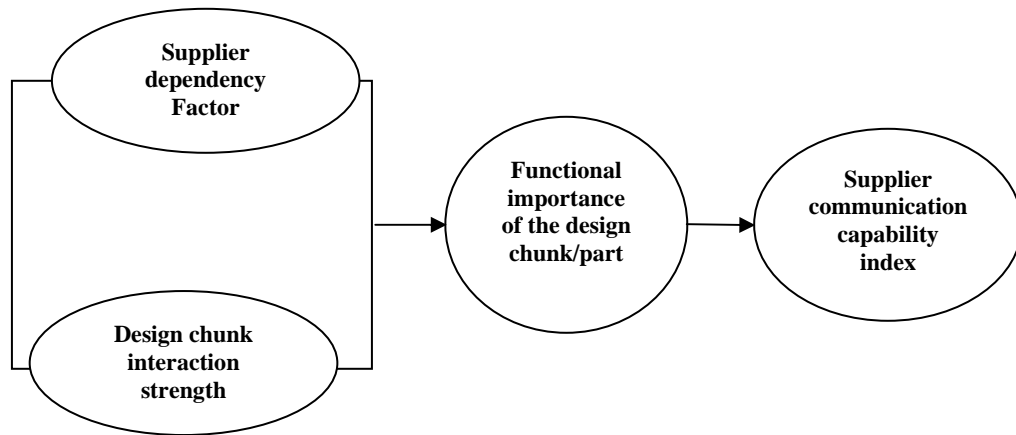 Supplier
dependency
Factor
Design chunk
interaction
strength
Functional
importance
of the design
chunk/part
Supplier
communication
capability
index